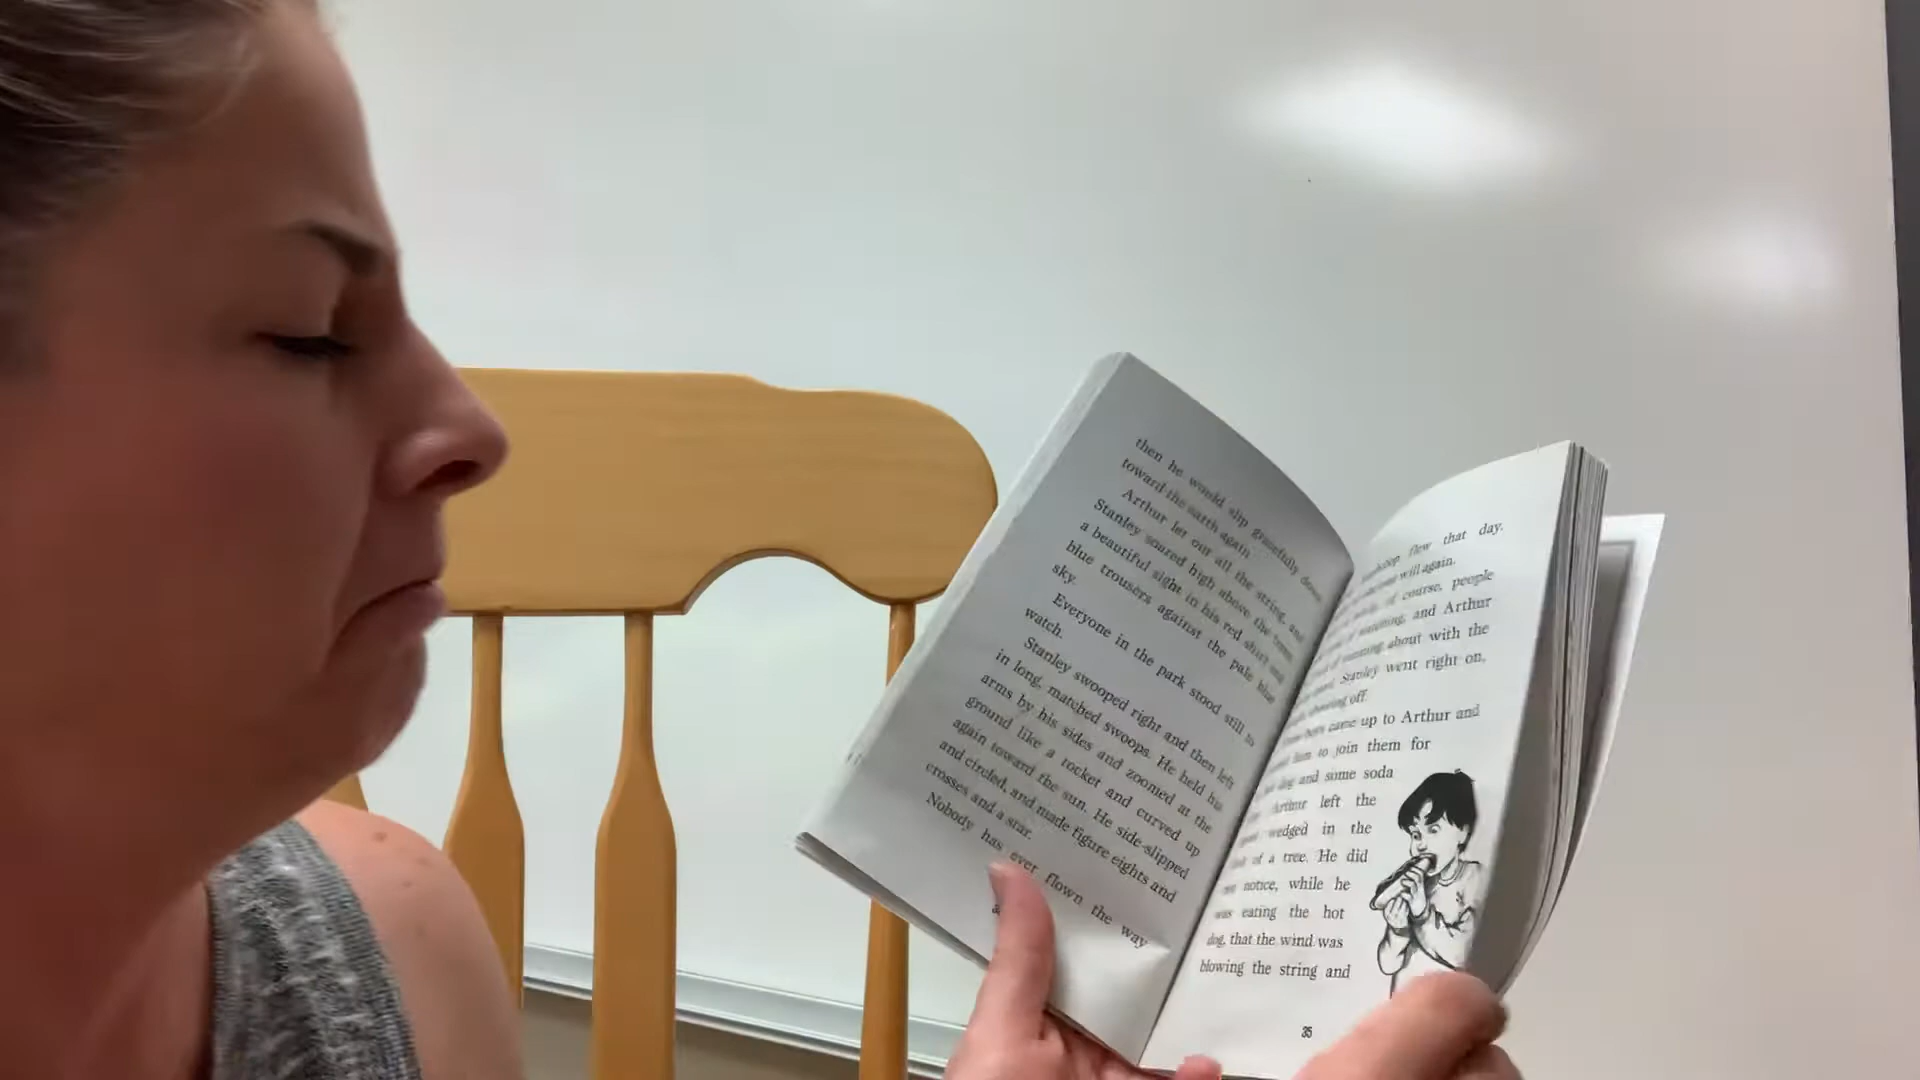 then he would slip gracefully down
toward the earth again
Arthur let out all the string, and
Stanley soared high above the trees
a beautiful sight in his red shirt and
blue trousers against the pale blue
sky.
Everyone in the park stood still to
watch.
Stanley swooped right and then left
in long, matched swoops. He held his
arms by his sides and zoomed at the
ground like a rocket and curved up
again toward the sun. He side-slipped
and circled, and made figure eights and
crosses and a star.
Nobody has ever flown the way
flew that day.
will again.
of course, people
of watching, and Arthur
of running about with the
Stanley went right on,
showing off.
boys came up to Arthur and
him to join them for
dog and some soda
Arthur left the
wedged in the
of a tree. He did
not notice, while he
was eating the hot
dog, that the wind was
blowing the string and
35